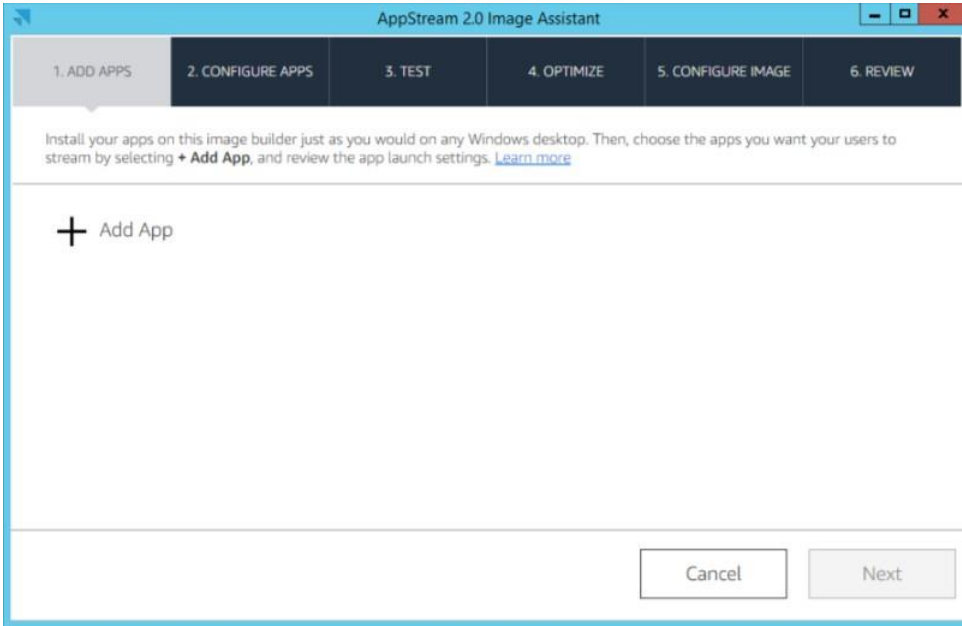 AppStream 2.0 Image Assistant
1. ADD APPS
2. CONFIGURE APPS
3. TEST
4. OPTIMIZE
5. CONFIGURE IMAGE
6. REVIEW
Install your apps on this image builder just as you would on any Windows desktop. Then, choose the apps you want your users to
stream by selecting + Add App, and review the app launch settings. Learn more
Add App
Cancel
Next